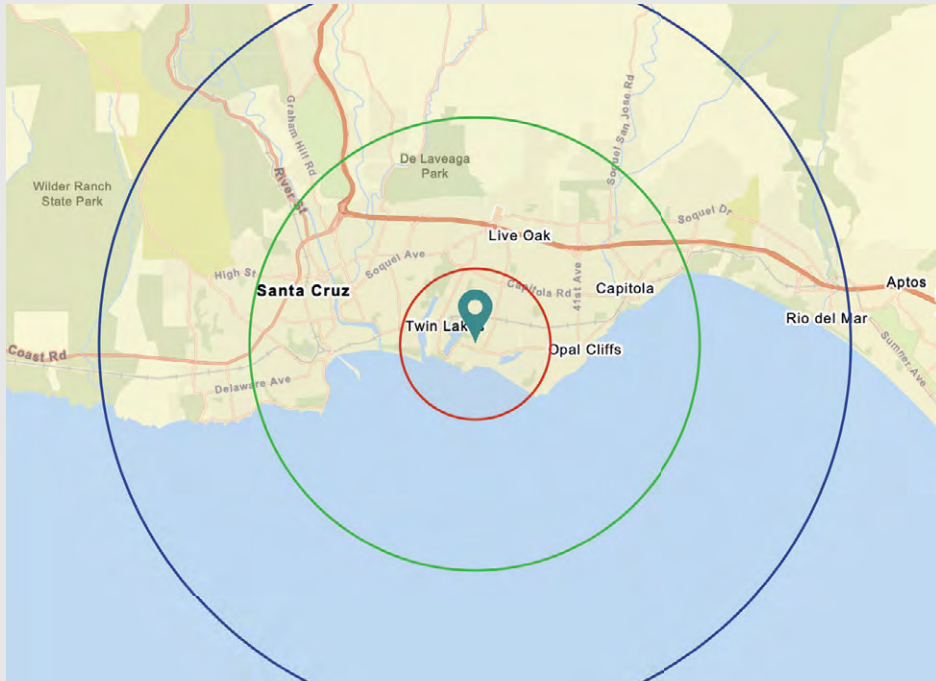 Graham Hill Rd
Soquel San Jose Rd
De Laveaga
Park
Wilder Ranch
State Park
River St
Soquel Dr
Live Oak
Soquel Ave
High St
Santa Cruz
Capitola Rd
41st Ave
Capitola
Aptos
Twin Lakes
Rio del Mar
Coast Rd
Opal Cliffs
Sumner Ave
Delaware Ave